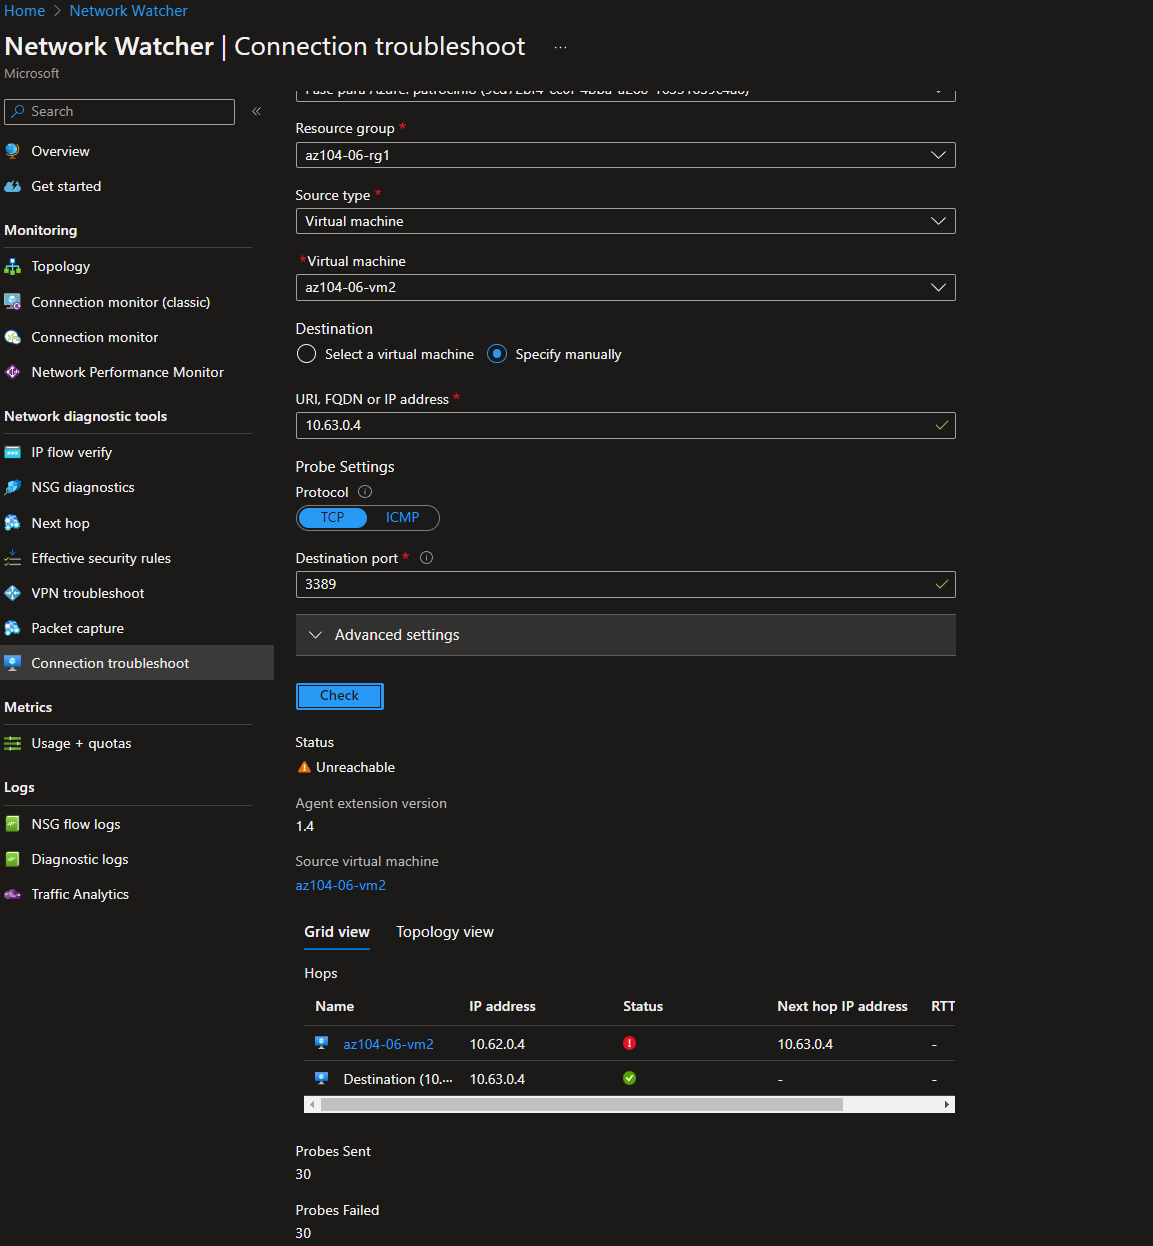 Home > Network Watcher
Network Watcher | Connection troubleshoot ...
Microsoft
Search
«
Overview
Get started
Monitoring
Topology
Connection monitor (classic)
Connection monitor
Network Performance Monitor
Network diagnostic tools
IP flow verify
NSG diagnostics
Next hop
Effective security rules
VPN troubleshoot
Packet capture
Connection troubleshoot
Metrics
Usage + quotas
Logs
NSG flow logs
Diagnostic logs
Traffic Analytics
Pase para Azure: patrocinio
Resource group *
az104-06-rg1
Source type *
Virtual machine
*Virtual machine
az104-06-vm2
Destination
Select a virtual machine Specify manually
URI, FQDN or IP address *
10.63.0.4
Probe Settings
Protocol
TCP ICMP
Destination port *
3389
Advanced settings
Check
Status
Unreachable
Agent extension version
1.4
Source virtual machine
az104-06-vm2
Grid view Topology view
Hops
Name IP address Status Next hop IP address RTT
az104-06-vm2 10.62.0.4 10.63.0.4 -
Destination (10.... 10.63.0.4 - -
Probes Sent
30
Probes Failed
30